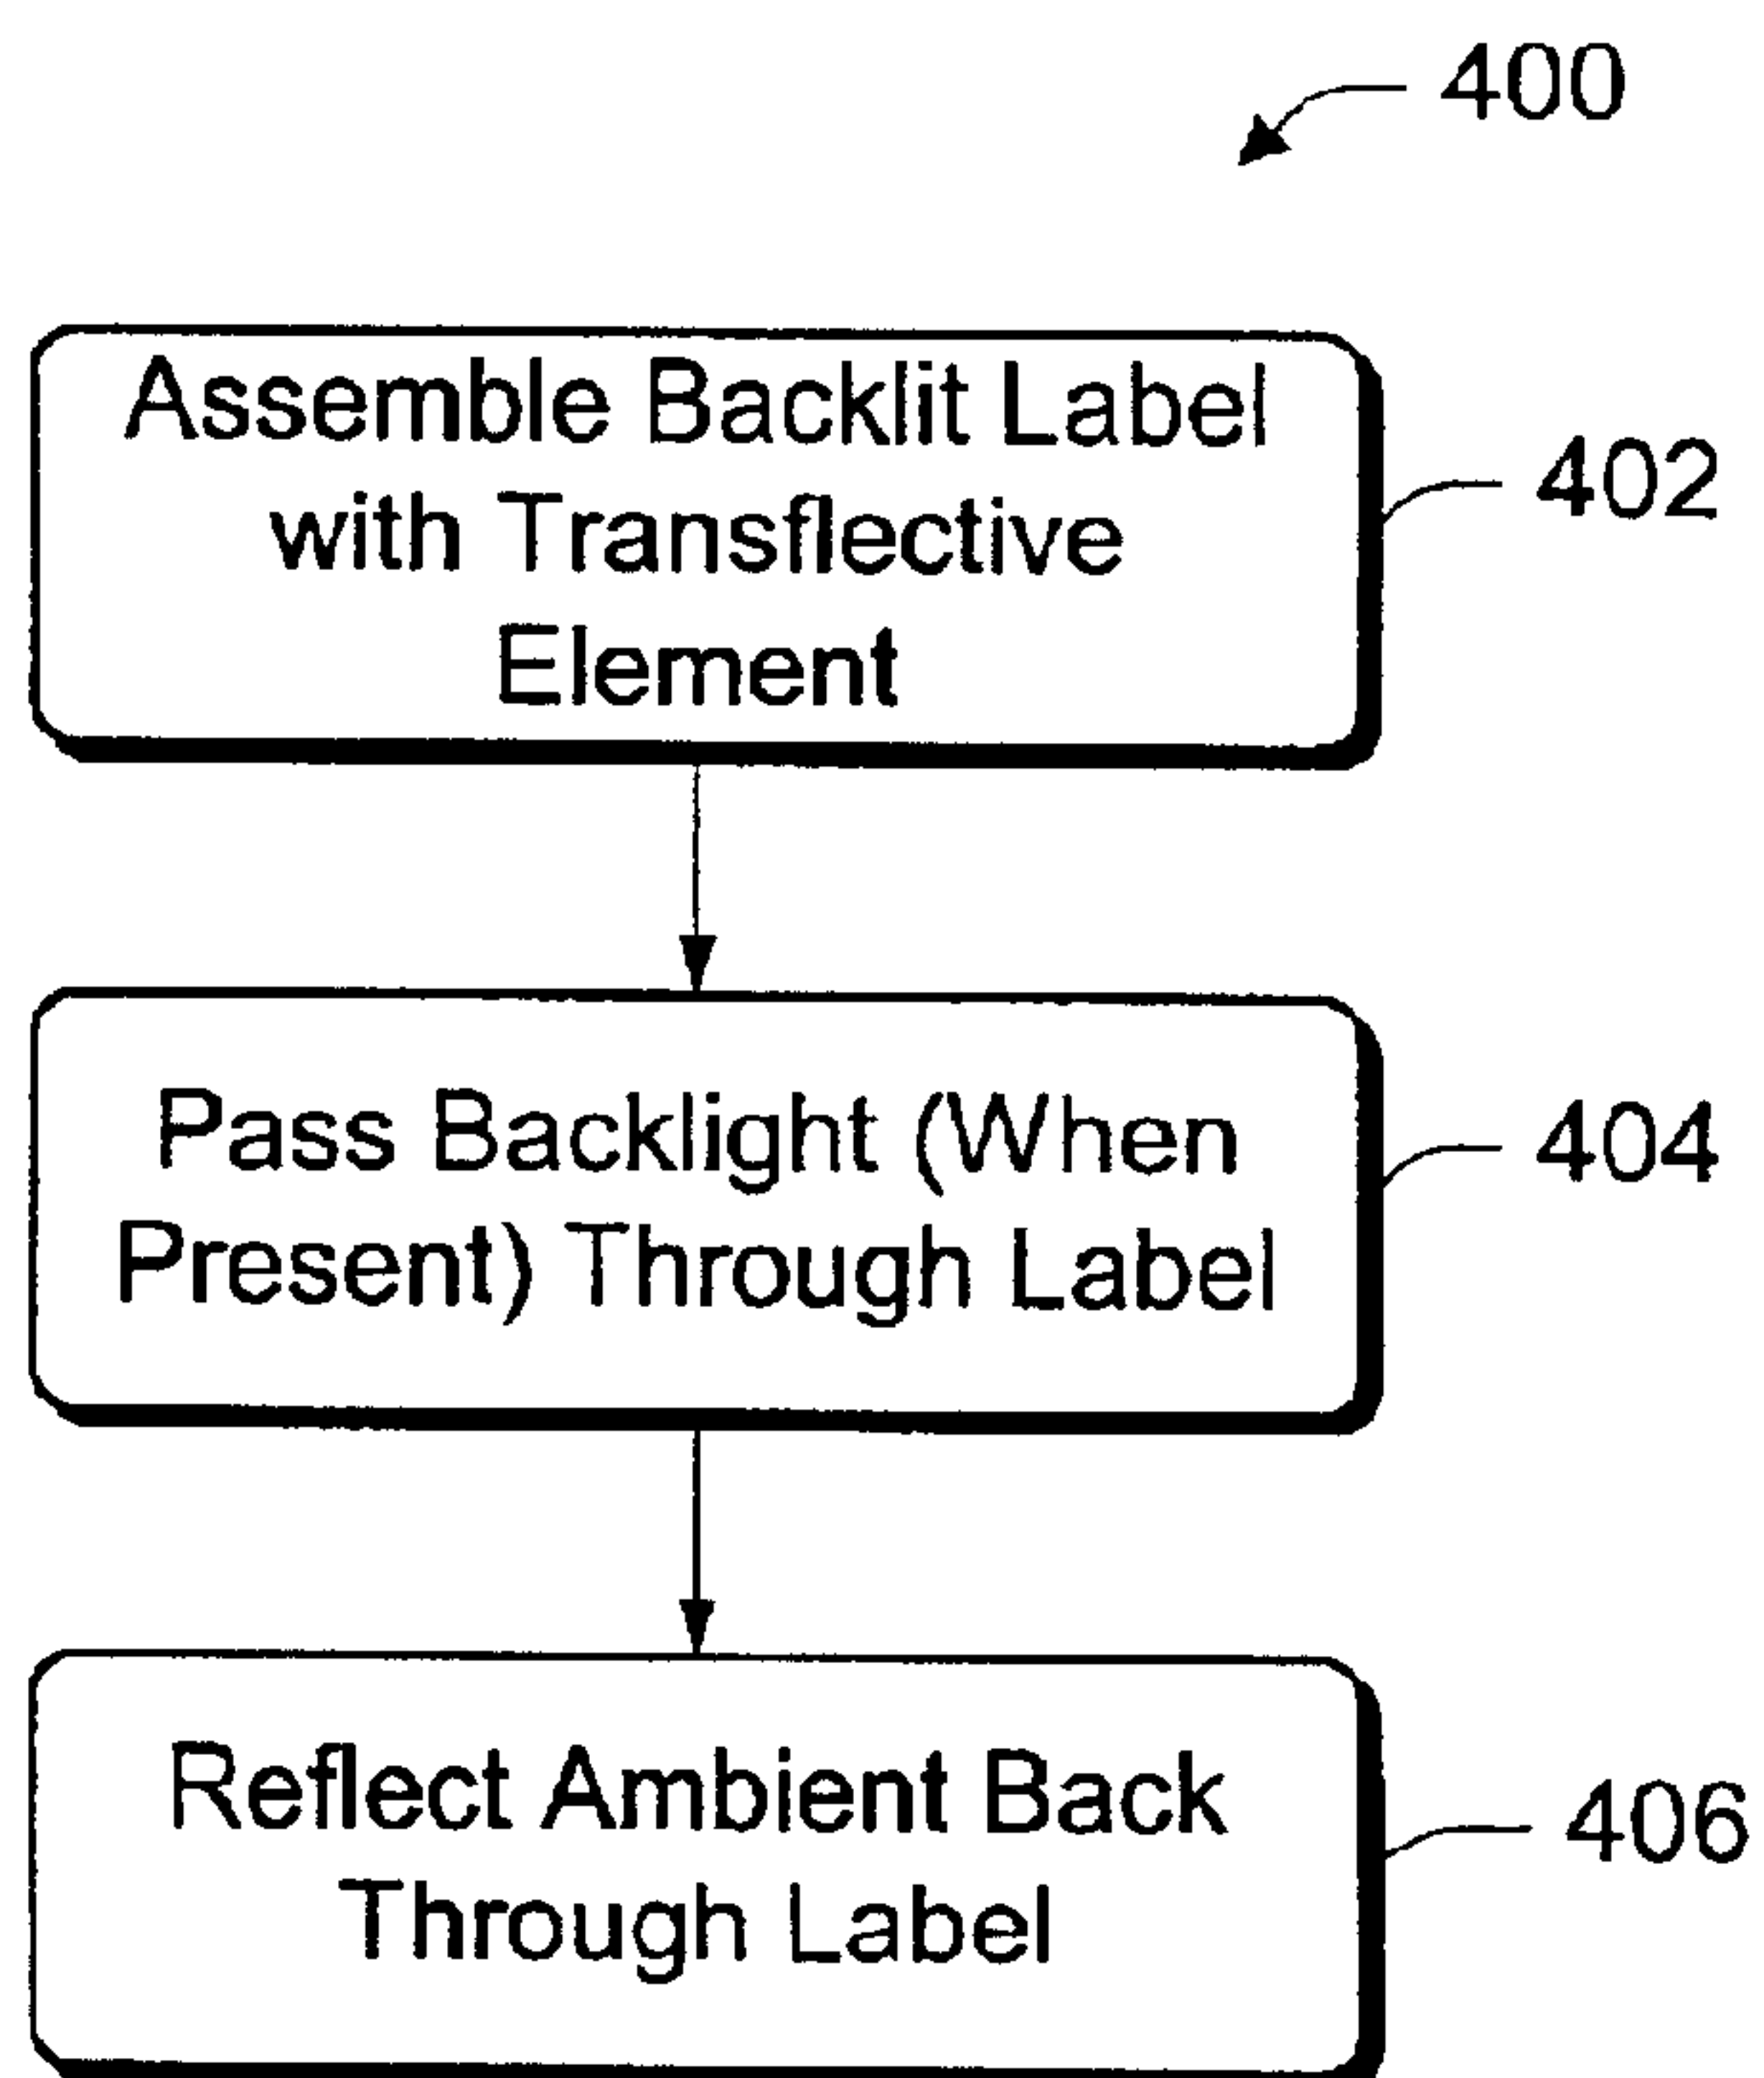 400
Assemble Backlit Label
with Transflective
Element
402
Pass Backlight (When
Present) Through Label
404
Reflect Ambient Back
Through Label
406